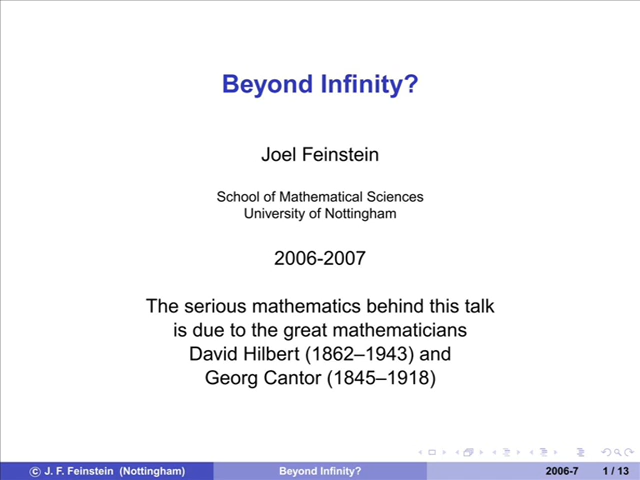 Beyond Infinity?
Joel Feinstein
School of Mathematical Sciences
University of Nottingham
2006-2007
The serious mathematics behind this talk
is due to the great mathematicians
David Hilbert (1862–1943) and
Georg Cantor (1845–1918)
© J. F. Feinstein (Nottingham) Beyond Infinity? 2006-7 1 / 13